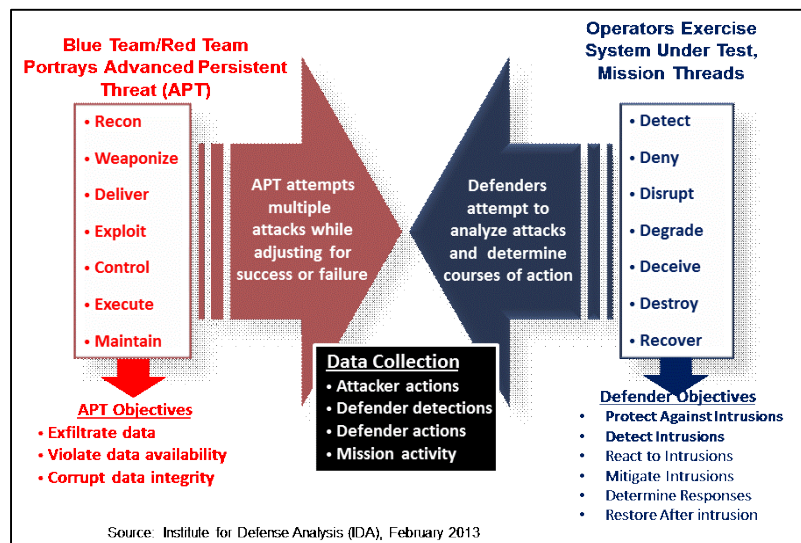 Blue Team/Red Team
Portrays Advanced Persistent
Threat (APT)
• Recon
• Weaponize
• Deliver
• Exploit
• Control
• Execute
• Maintain
APT Objectives
• Exfiltrate data
• Violate data availability
• Corrupt data integrity
APT attempts
multiple
attacks while
adjusting for
success or failure
Defenders
attempt to
analyze attacks
and determine
courses of action
Data Collection
• Attacker actions
• Defender detections
• Defender actions
• Mission activity
Operators Exercise
System Under Test,
Mission Threads
• Detect
• Deny
• Disrupt
• Degrade
• Deceive
• Destroy
• Recover
Defender Objectives
• Protect Against Intrusions
• Detect Intrusions
• React to Intrusions
• Mitigate Intrusions
• Determine Responses
• Restore After intrusion
Source: Institute for Defense Analysis (IDA), February 2013